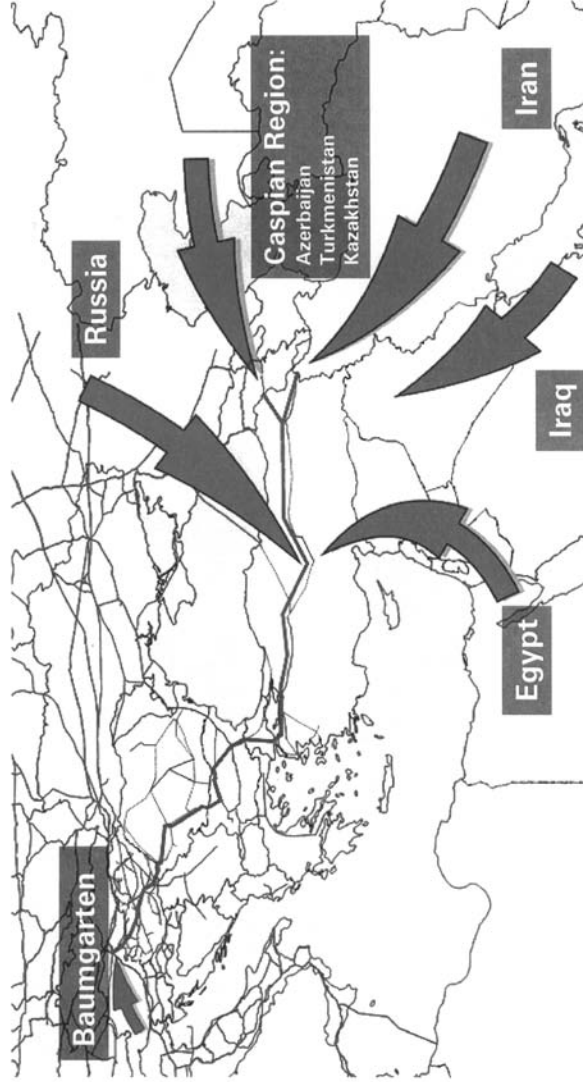 Baumgarten
Russia
Caspian Region:
Azerbaijan
Turkmenistan
Kazakhstan
Egypt
Iraq
Iran